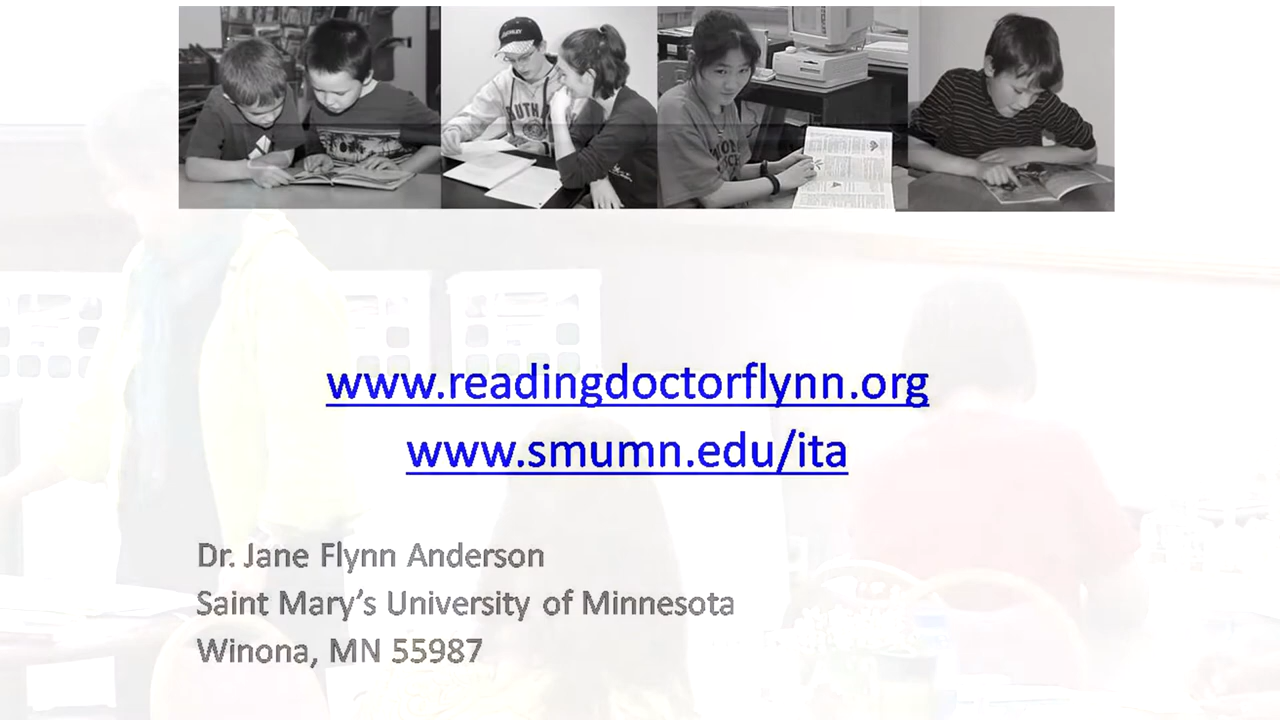 www.readingdoctorflynn.org
www.smumn.edu/ita
Dr. Jane Flynn Anderson
Saint Mary's University of Minnesota
Winona, MN 55987